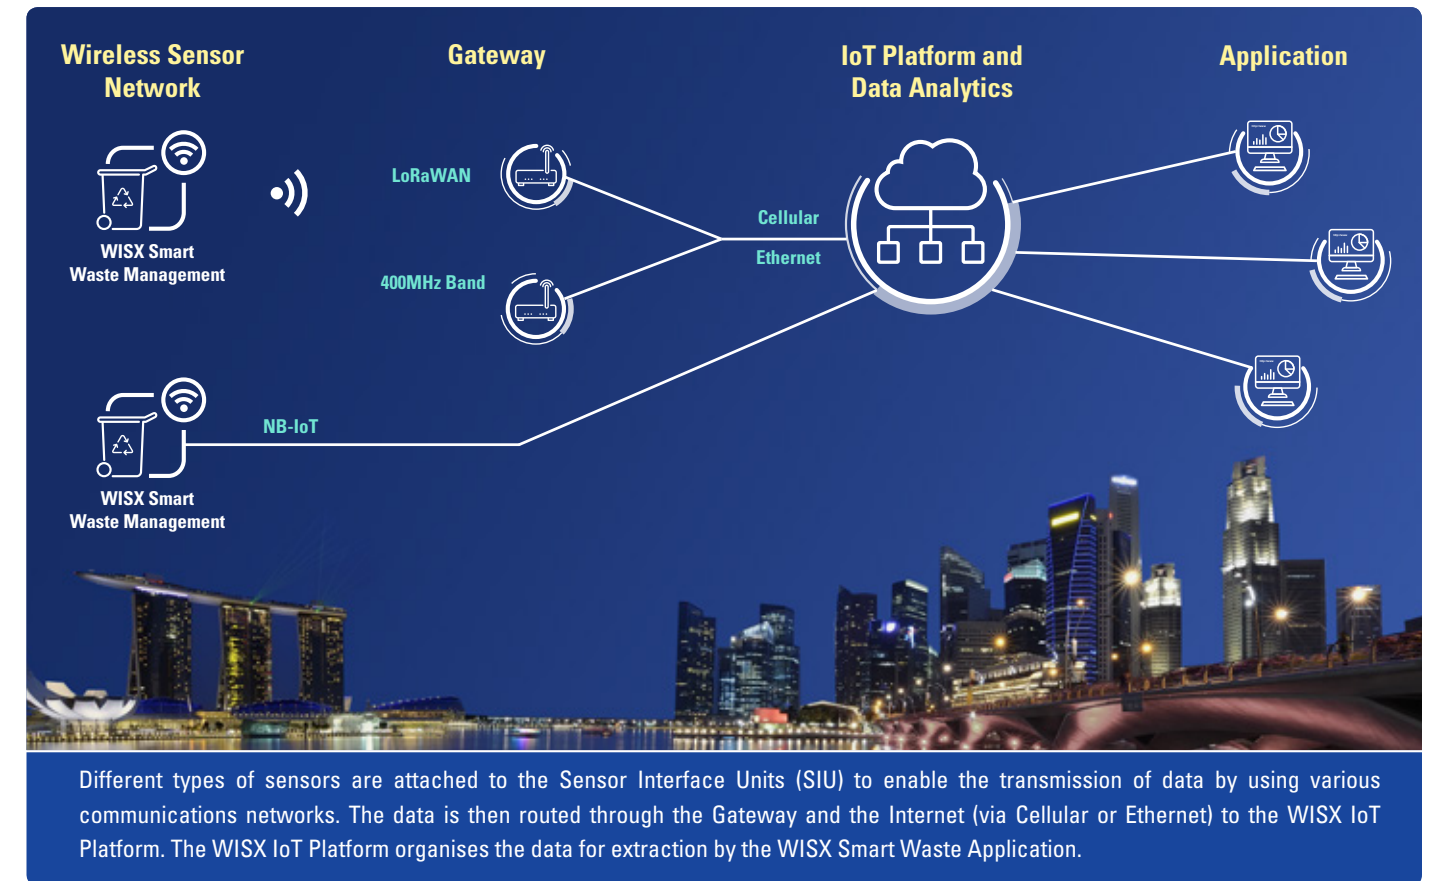 Wireless Sensor
Network
Gateway
IoT Platform and
Data Analytics
Application
LoRaWAN
Cellular
WISX Smart
Waste Management
Ethernet
400MHz Band
NB-IoT
WISX Smart
Waste Management
Different types of sensors are attached to the Sensor Interface Units (SIU) to enable the transmission of data by using various
communications networks. The data is then routed through the Gateway and the Internet (via Cellular or Ethernet) to the WISX IoT
Platform. The WISX IoT Platform organises the data for extraction by the WISX Smart Waste Application.